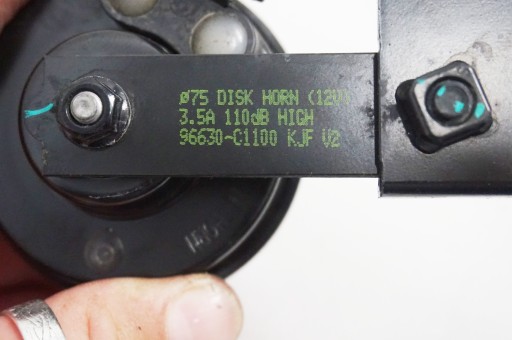 ø75 DISK HORN (12V)
3.5A 110dB HIGH
96630-C1100 KJF V2